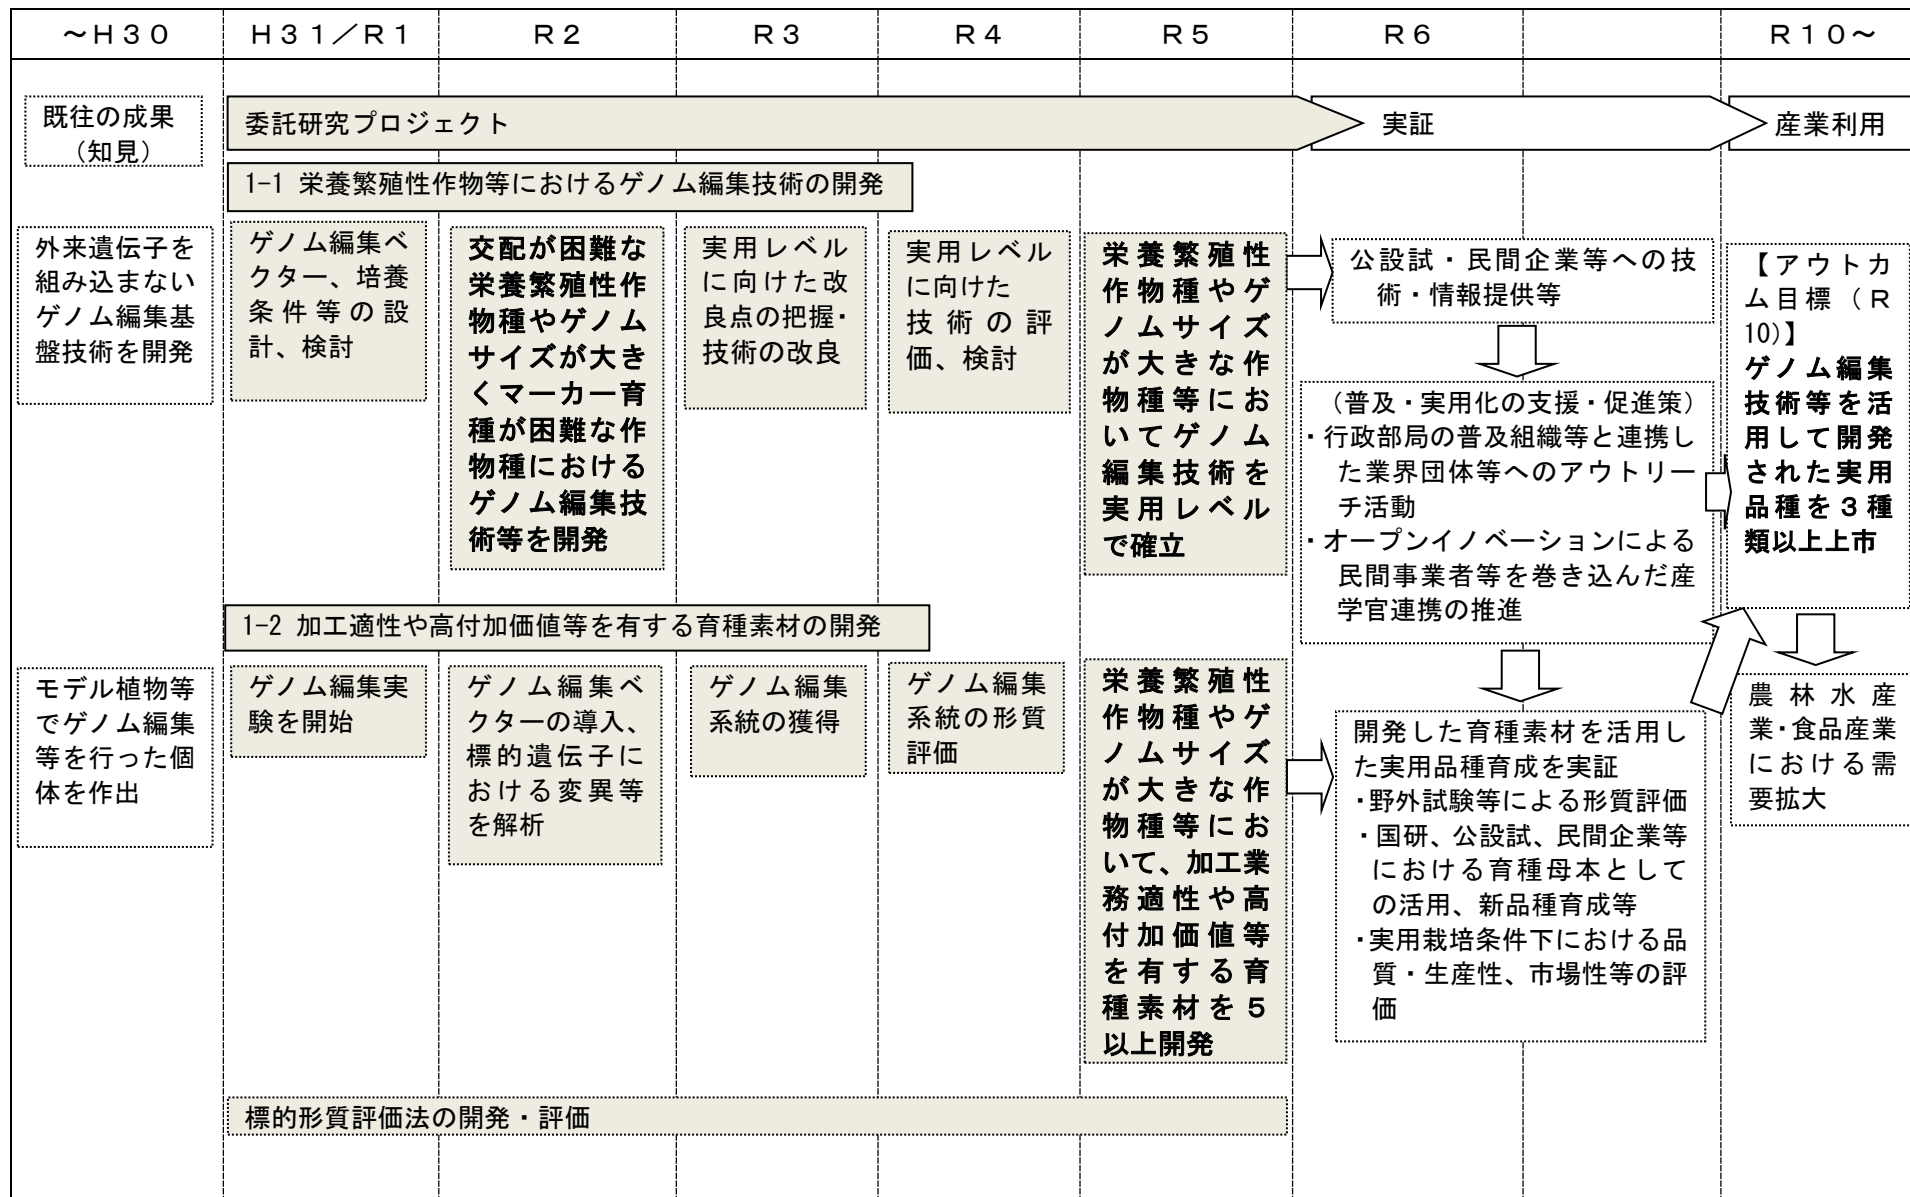 ～H30
H31／R1
R2
R3
R4
R5
R6
R10～
既往の成果
（知見）
委託研究プロジェクト
実証
産業利用
1-1 栄養繁殖性作物等におけるゲノム編集技術の開発
外来遺伝子を
組み込まない
ゲノム編集基
盤技術を開発
ゲノム編集ベ
クター、培養
条件等の設
計、検討
交配が困難な
栄養繁殖性作
物種やゲノム
サイズが大き
くマーカー育
種が困難な作
物種における
ゲノム編集技
術等を開発
実用レベル
に向けた改
良点の把握・
技術の改良
実用レベル
に向けた
技術の評
価、検討
栄養繁殖性
作物種やゲ
ノムサイズ
が大きな作
物種等にお
いてゲノム
編集技術を
実用レベル
で確立
公設試・民間企業等への技
術・情報提供等
（普及・実用化の支援・促進策）
・行政部局の普及組織等と連携し
た業界団体等へのアウトリー
チ活動
・オープンイノベーションによる
民間事業者等を巻き込んだ産
学官連携の推進
【アウトカ
ム目標（R
10)】
ゲノム編集
技術等を活
用して開発
された実用
品種を３種
類以上上市
1-2 加工適性や高付加価値等を有する育種素材の開発
モデル植物等
でゲノム編集
等を行った個
体を作出
ゲノム編集実
験を開始
ゲノム編集ベ
クターの導入、
標的遺伝子に
おける変異等
を解析
ゲノム編集
系統の獲得
ゲノム編集
系統の形質
評価
栄養繁殖性
作物種やゲ
ノムサイズ
が大きな作
物種等にお
いて、加工業
務適性や高
付加価値等
を有する育
種素材を５
以上開発
開発した育種素材を活用し
た実用品種育成を実証
・野外試験等による形質評価
・国研、公設試、民間企業等
における育種母本として
の活用、新品種育成等
・実用栽培条件下における品
質・生産性、市場性等の評
価
農林水産
業・食品産業
における需
要拡大
標的形質評価法の開発・評価